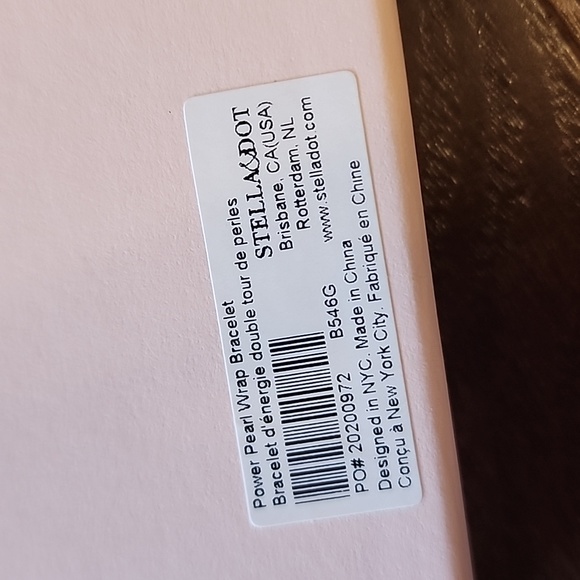 Power Pearl Wrap Bracelet
Bracelet d'énergie double tour de perles
STELLA&DOT
Brisbane, CA(USA)
Rotterdam, NL
www.stelladot.com
B546G
PO# 20200972
Designed in NYC. Made in China
Conçu à New York City. Fabriqué en Chine